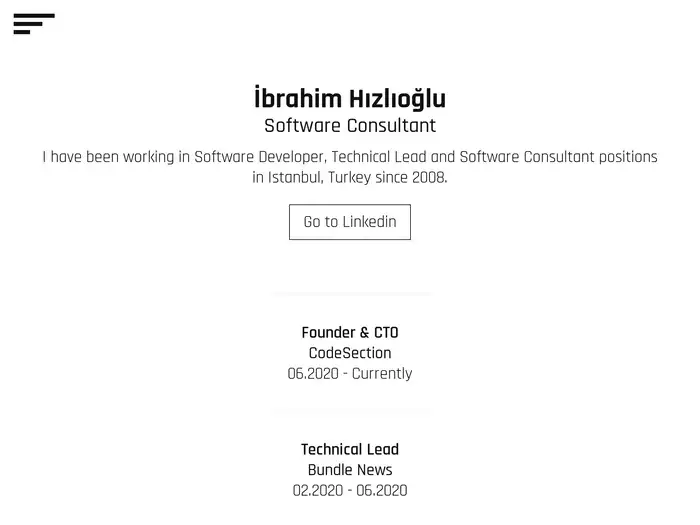 İbrahim Hızlıoğlu
Software Consultant
I have been working in Software Developer, Technical Lead and Software Consultant positions
in Istanbul, Turkey since 2008.
Go to Linkedin
Founder & CTO
CodeSection
06.2020 - Currently
Technical Lead
Bundle News
02.2020 - 06.2020